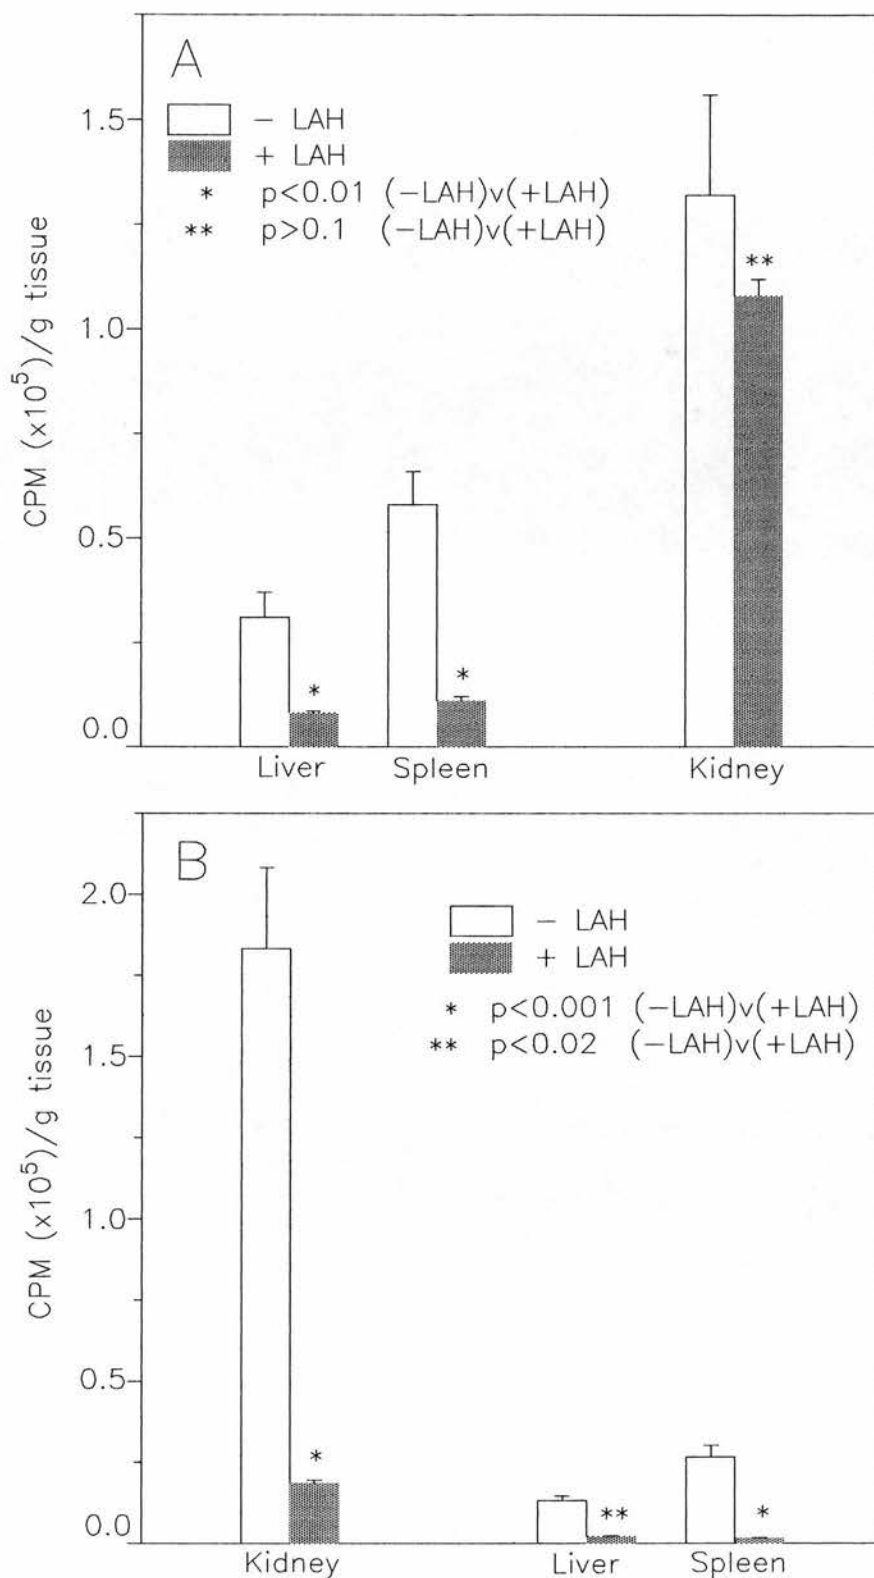 A
− LAH
+ LAH
* p<0.01 (−LAH)v(+LAH)
** p>0.1 (−LAH)v(+LAH)
CPM (x10⁵)/g tissue
1.5
1.0
0.5
0.0
*
*
**
Liver Spleen Kidney
B
− LAH
+ LAH
* p<0.001 (−LAH)v(+LAH)
** p<0.02 (−LAH)v(+LAH)
CPM (x10⁵)/g tissue
2.0
1.5
1.0
0.5
0.0
*
**
*
Kidney Liver Spleen